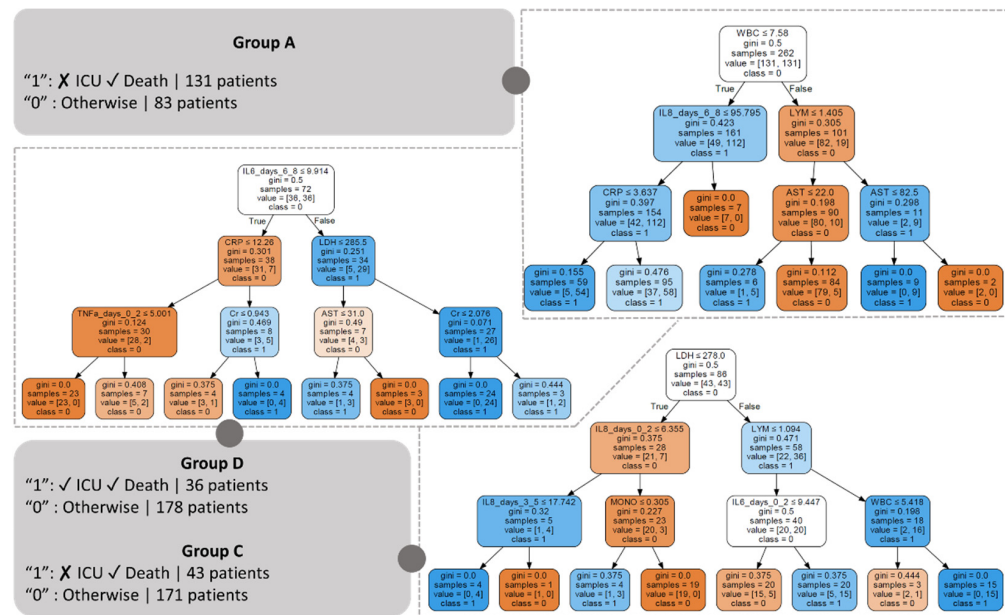 Group A
"1": ✗ ICU ✓ Death | 131 patients
"0" : Otherwise | 83 patients
WBC ≤ 7.58
gini = 0.5
samples = 262
value = [131, 131]
class = 0
True
False
IL8_days_6_8 ≤ 95.795
gini = 0.423
samples = 161
value = [49, 112]
class = 1
LYM ≤ 1.405
gini = 0.305
samples = 101
value = [82, 19]
class = 0
CRP ≤ 3.637
gini = 0.397
samples = 154
value = [42, 112]
class = 1
gini = 0.0
samples = 7
value = [7, 0]
class = 0
AST ≤ 22.0
gini = 0.198
samples = 90
value = [80, 10]
class = 0
AST ≤ 82.5
gini = 0.298
samples = 11
value = [2, 9]
class = 1
gini = 0.155
samples = 59
value = [5, 54]
class = 1
gini = 0.476
samples = 95
value = [37, 58]
class = 1
gini = 0.278
samples = 6
value = [1, 5]
class = 1
gini = 0.112
samples = 84
value = [79, 5]
class = 0
gini = 0.0
samples = 9
value = [0, 9]
class = 1
gini = 0.0
samples = 2
value = [2, 0]
class = 0
IL6_days_6_8 ≤ 9.914
gini = 0.5
samples = 72
value = [36, 36]
class = 0
True
False
CRP ≤ 12.26
gini = 0.301
samples = 38
value = [31, 7]
class = 0
LDH ≤ 285.5
gini = 0.251
samples = 34
value = [5, 29]
class = 1
TNFa_days_0_2 ≤ 5.001
gini = 0.124
samples = 30
value = [28, 2]
class = 0
Cr ≤ 0.943
gini = 0.469
samples = 8
value = [3, 5]
class = 1
AST ≤ 31.0
gini = 0.49
samples = 7
value = [4, 3]
class = 0
Cr ≤ 2.076
gini = 0.071
samples = 27
value = [1, 26]
class = 1
gini = 0.0
samples = 23
value = [23, 0]
class = 0
gini = 0.408
samples = 7
value = [5, 2]
class = 0
gini = 0.375
samples = 4
value = [3, 1]
class = 0
gini = 0.0
samples = 4
value = [0, 4]
class = 1
gini = 0.375
samples = 4
value = [1, 3]
class = 1
gini = 0.0
samples = 3
value = [3, 0]
class = 0
gini = 0.0
samples = 24
value = [0, 24]
class = 1
gini = 0.444
samples = 3
value = [1, 2]
class = 1
Group D
"1": ✓ ICU ✓ Death | 36 patients
"0" : Otherwise | 178 patients
Group C
"1": ✗ ICU ✓ Death | 43 patients
"0" : Otherwise | 171 patients
LDH ≤ 278.0
gini = 0.5
samples = 86
value = [43, 43]
class = 0
True
False
IL8_days_0_2 ≤ 6.355
gini = 0.375
samples = 28
value = [21, 7]
class = 0
LYM ≤ 1.094
gini = 0.471
samples = 58
value = [22, 36]
class = 1
IL8_days_3_5 ≤ 17.742
gini = 0.32
samples = 5
value = [1, 4]
class = 1
MONO ≤ 0.305
gini = 0.227
samples = 23
value = [20, 3]
class = 0
IL6_days_0_2 ≤ 9.447
gini = 0.5
samples = 40
value = [20, 20]
class = 0
WBC ≤ 5.418
gini = 0.198
samples = 18
value = [2, 16]
class = 1
gini = 0.0
samples = 4
value = [0, 4]
class = 1
gini = 0.0
samples = 1
value = [1, 0]
class = 0
gini = 0.375
samples = 4
value = [1, 3]
class = 1
gini = 0.0
samples = 19
value = [19, 0]
class = 0
gini = 0.375
samples = 20
value = [15, 5]
class = 0
gini = 0.375
samples = 20
value = [5, 15]
class = 1
gini = 0.444
samples = 3
value = [2, 1]
class = 0
gini = 0.0
samples = 15
value = [0, 15]
class = 1